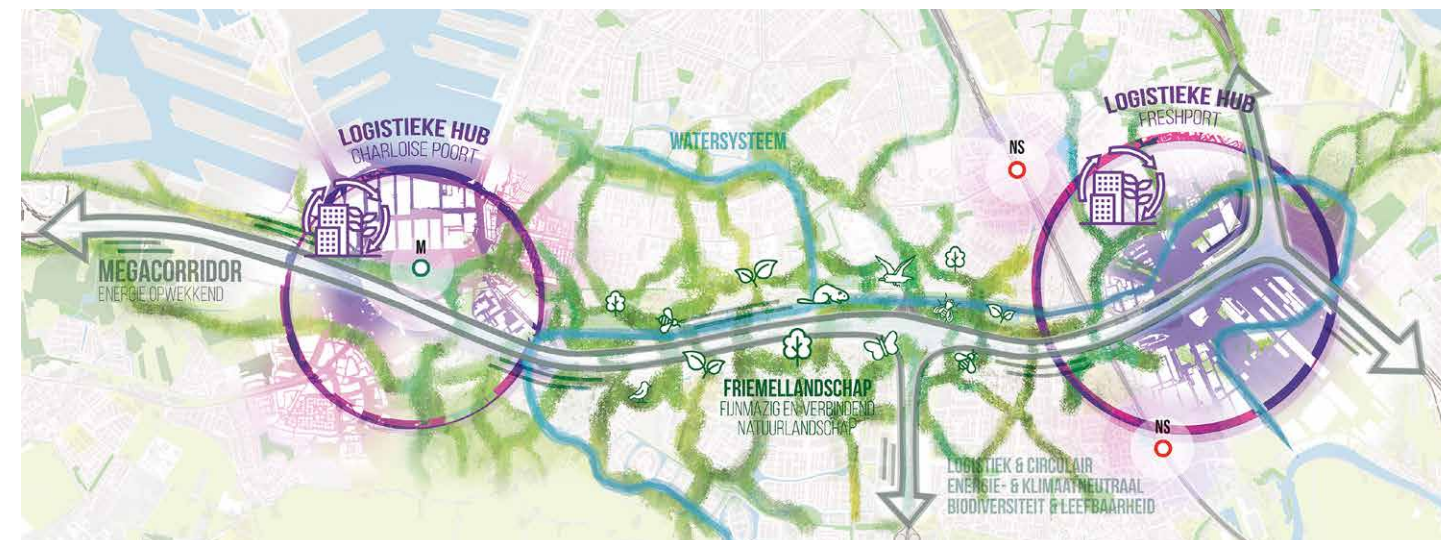 LOGISTIEKE HUB
CHARLOISE POORT
M
MEGACORRIDOR
ENERGIE OPWEKKEND
WATERSYSTEEM
NS
LOGISTIEKE HUB
FRESHPORT
FRIEMELLANDSCHAP
FIJNMAZIG EN VERBINDEND
NATUURLANDSCHAP
NS
LOGISTIEK & CIRCULAIR
ENERGIE- & KLIMAATNEUTRAAL
BIODIVERSITEIT & LEEFBAARHEID